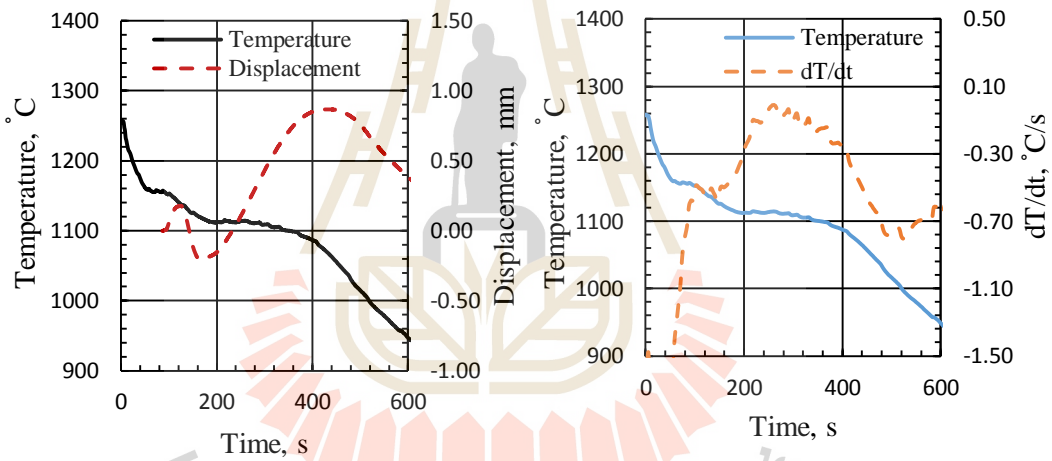 1400
1300
1200
1100
1000
900
Temperature, ˚C
Temperature
Displacement
1.50
1.00
0.50
0.00
-0.50
-1.00
Displacement, mm
0 200 400 600
Time, s
1400
1300
1200
1100
1000
900
Temperature, ˚C
Temperature
dT/dt
0.50
0.10
-0.30
-0.70
-1.10
-1.50
dT/dt, ˚C/s
0 200 400 600
Time, s